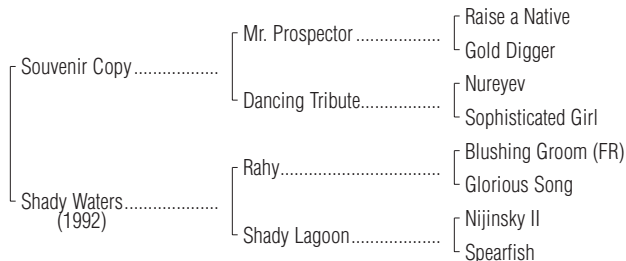 Raise a Native
Mr. Prospector ..................
Gold Digger
Souvenir Copy..................
Nureyev
Dancing Tribute.................
Sophisticated Girl
Blushing Groom (FR)
Rahy..................................
Glorious Song
Shady Waters....................
(1992)
Nijinsky II
Shady Lagoon...................
Spearfish